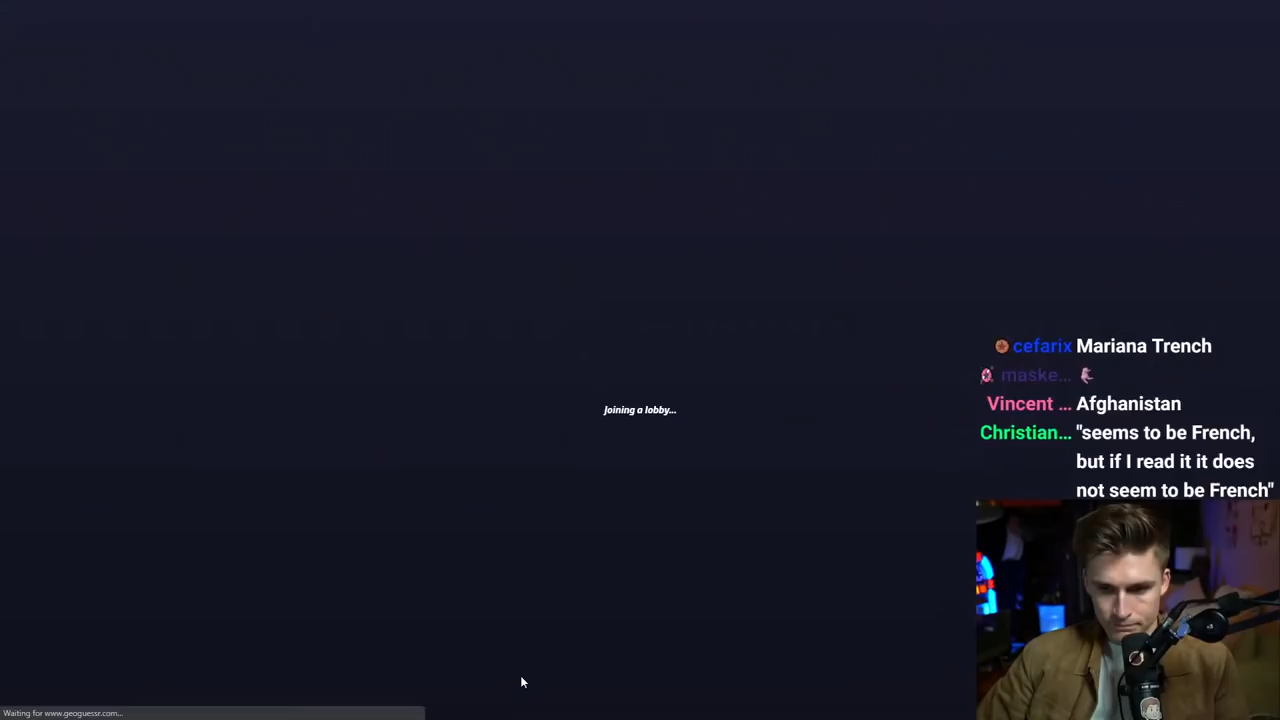 cefarix Mariana Trench
maske...
Vincent ... Afghanistan
Christian... "seems to be French,
but if I read it it does
not seem to be French"
Joining a lobby...
Waiting for www.geoguessr.com...